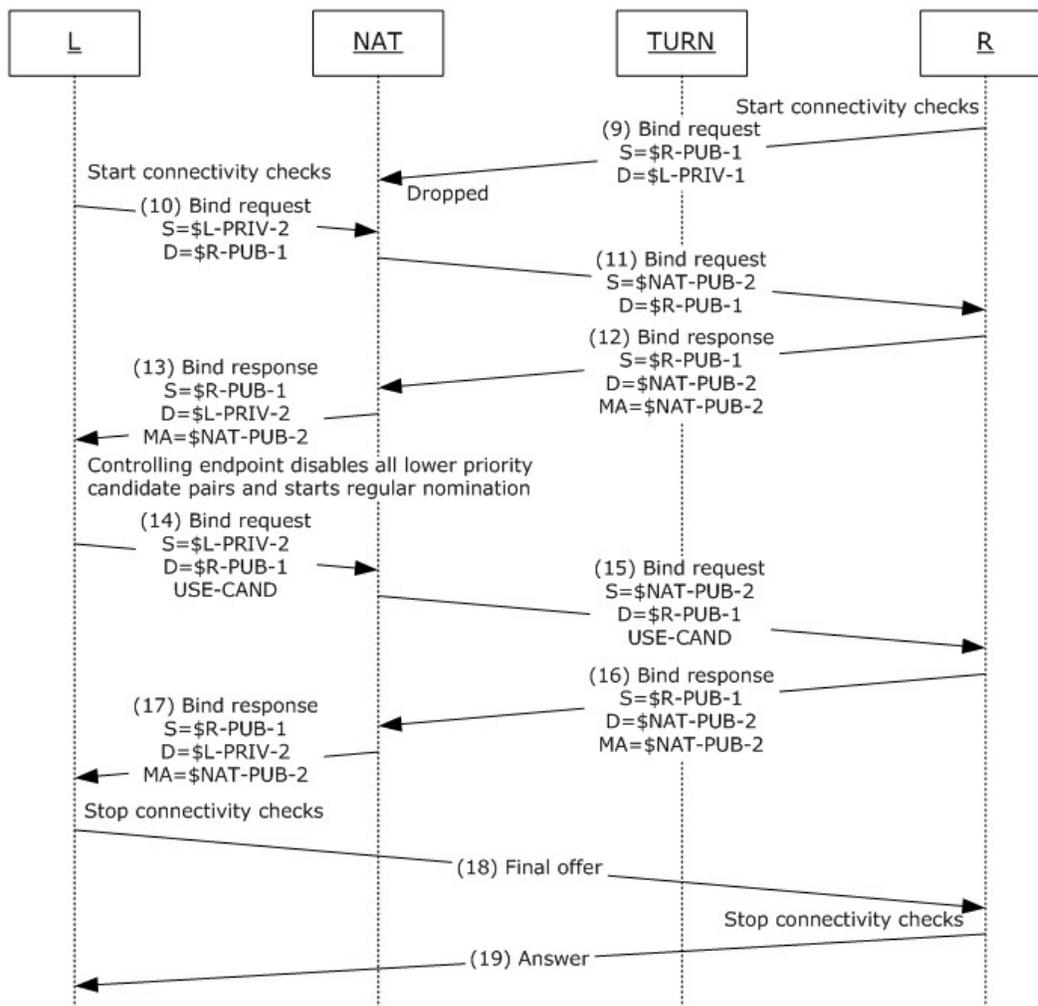 L
NAT
TURN
R
Start connectivity checks
(9) Bind request
S=$R-PUB-1
D=$L-PRIV-1
Dropped
Start connectivity checks
(10) Bind request
S=$L-PRIV-2
D=$R-PUB-1
(11) Bind request
S=$NAT-PUB-2
D=$R-PUB-1
(12) Bind response
S=$R-PUB-1
D=$NAT-PUB-2
MA=$NAT-PUB-2
(13) Bind response
S=$R-PUB-1
D=$L-PRIV-2
MA=$NAT-PUB-2
Controlling endpoint disables all lower priority
candidate pairs and starts regular nomination
(14) Bind request
S=$L-PRIV-2
D=$R-PUB-1
USE-CAND
(15) Bind request
S=$NAT-PUB-2
D=$R-PUB-1
USE-CAND
(16) Bind response
S=$R-PUB-1
D=$NAT-PUB-2
MA=$NAT-PUB-2
(17) Bind response
S=$R-PUB-1
D=$L-PRIV-2
MA=$NAT-PUB-2
Stop connectivity checks
(18) Final offer
Stop connectivity checks
(19) Answer